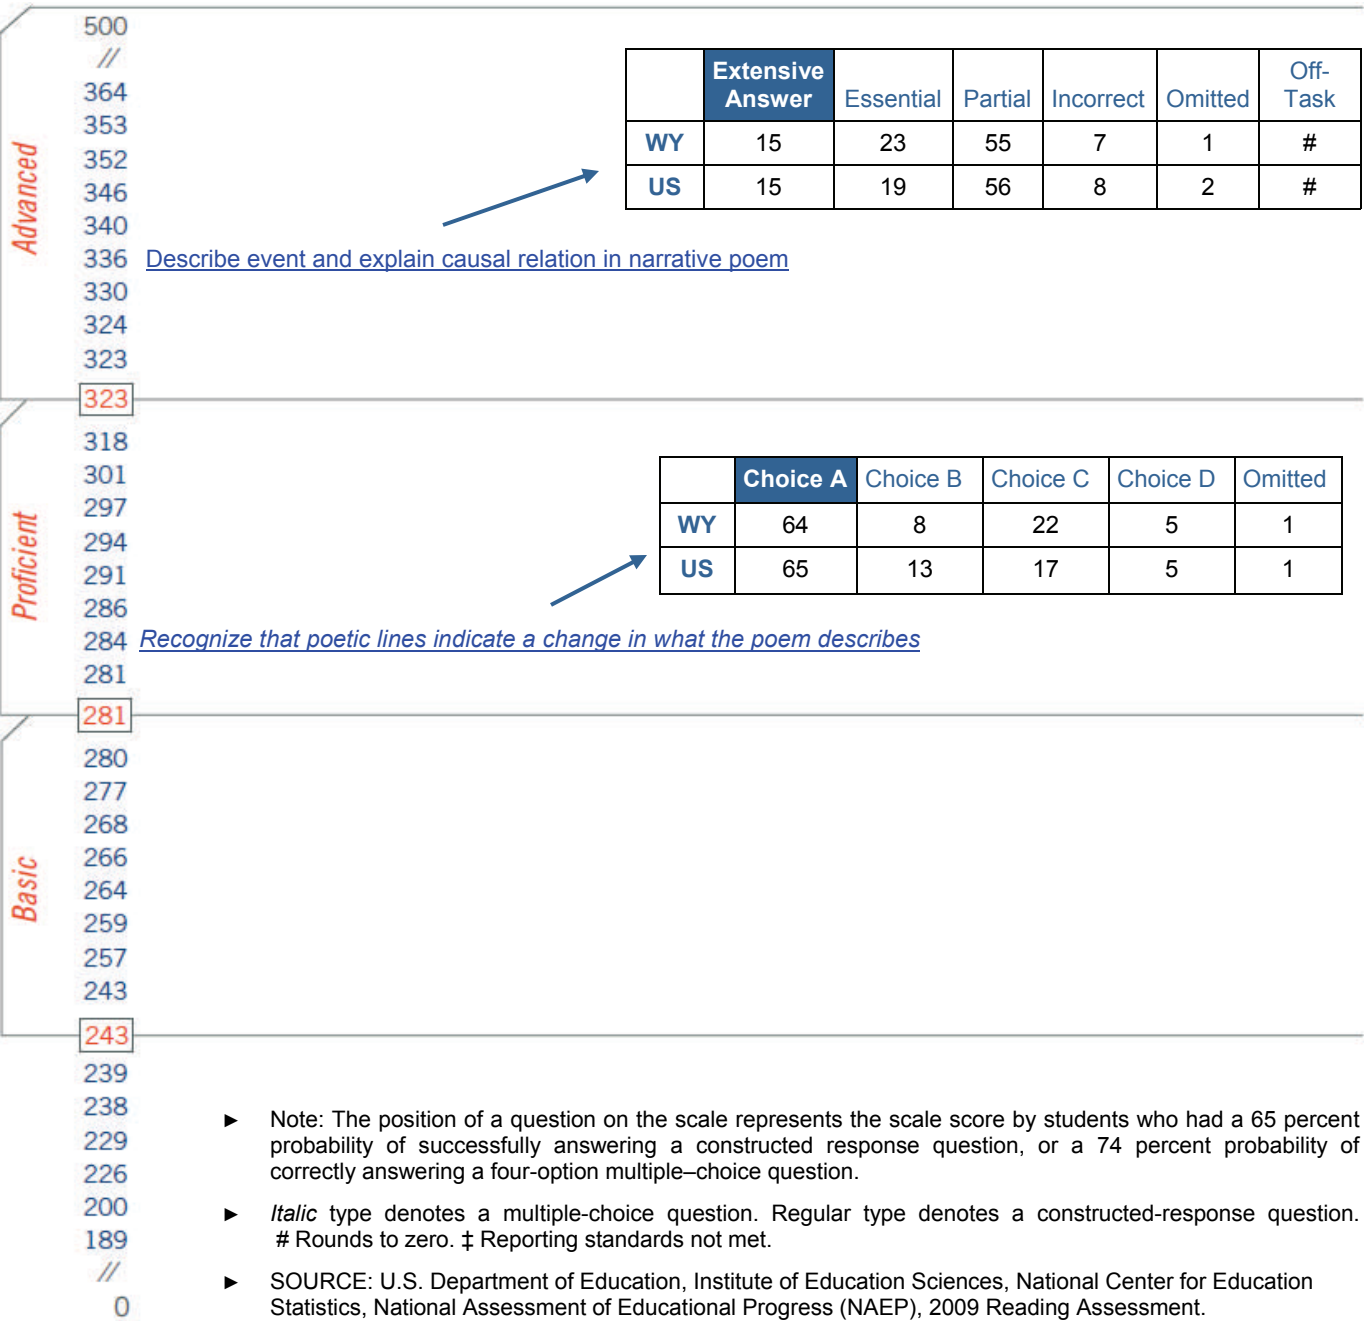 500
//
364
353
352
346
340
336 Describe event and explain causal relation in narrative poem
330
324
323
Advanced
Extensive Answer Essential Partial Incorrect Omitted Off-Task
WY 15 23 55 7 1 #
US 15 19 56 8 2 #
323
318
301
297
294
291
286
284 Recognize that poetic lines indicate a change in what the poem describes
281
Proficient
Choice A Choice B Choice C Choice D Omitted
WY 64 8 22 5 1
US 65 13 17 5 1
281
280
277
268
266
264
259
257
243
Basic
243
239
238
229
226
200
189
//
0
► Note: The position of a question on the scale represents the scale score by students who had a 65 percent
probability of successfully answering a constructed response question, or a 74 percent probability of
correctly answering a four-option multiple–choice question.
► Italic type denotes a multiple-choice question. Regular type denotes a constructed-response question.
# Rounds to zero. ‡ Reporting standards not met.
► SOURCE: U.S. Department of Education, Institute of Education Sciences, National Center for Education
Statistics, National Assessment of Educational Progress (NAEP), 2009 Reading Assessment.